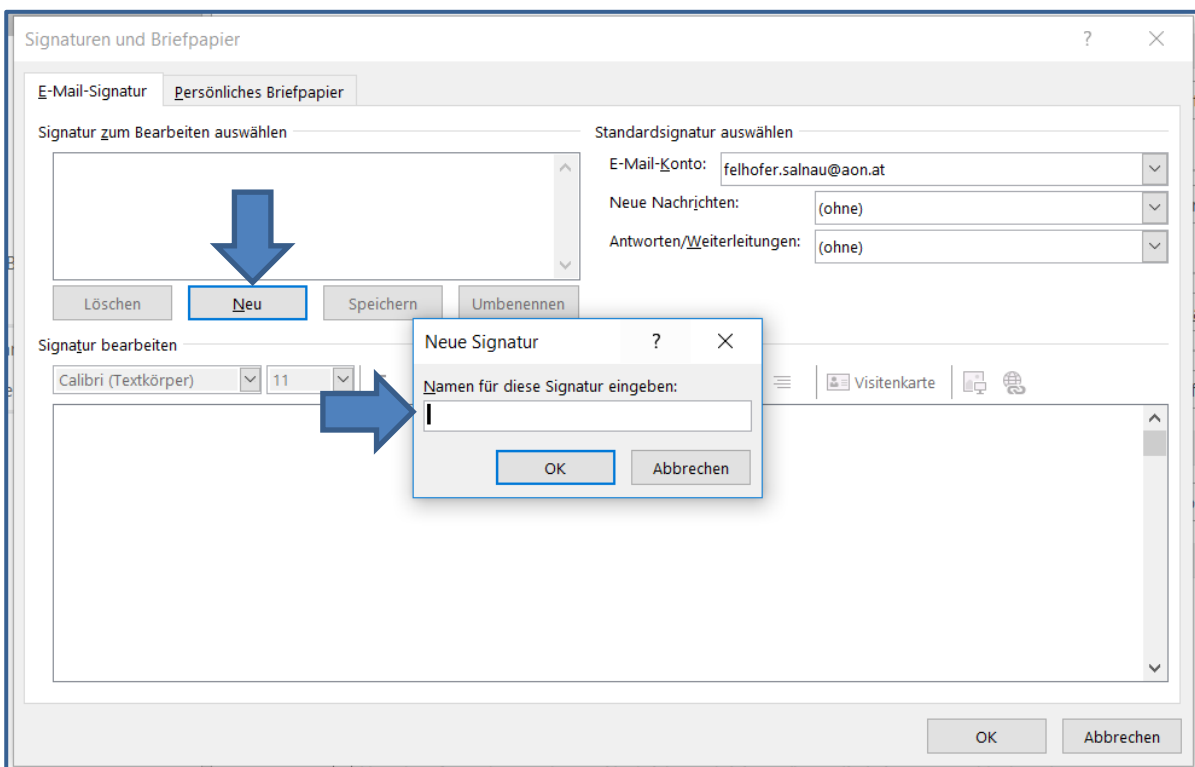 Signaturen und Briefpapier
E-Mail-Signatur Persönliches Briefpapier
Signatur zum Bearbeiten auswählen
Standardsignatur auswählen
E-Mail-Konto: felhofer.salnau@aon.at
Neue Nachrichten: (ohne)
Antworten/Weiterleitungen: (ohne)
Löschen Neu Speichern Umbenennen
Signatur bearbeiten
Calibri (Textkörper) 11
Visitenkarte
Neue Signatur
Namen für diese Signatur eingeben:
OK Abbrechen
OK Abbrechen